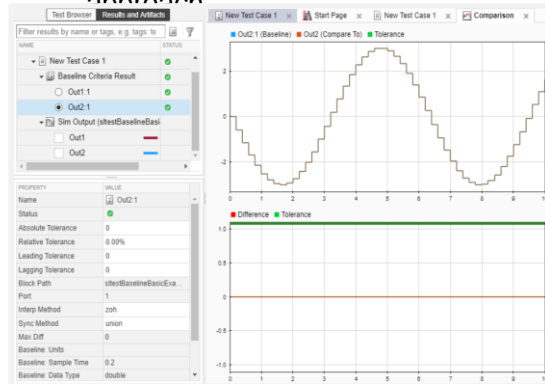 Test Browser Results and Artifacts
Filter results by name or tags, e.g. tags: te
NAME STATUS
New Test Case 1
Baseline Criteria Result
Out1:1
Out2:1
Sim Output (sltestBaselineBasi
Out1
Out2
PROPERTY VALUE
Name Out2:1
Status
Absolute Tolerance 0
Relative Tolerance 0.00%
Leading Tolerance 0
Lagging Tolerance 0
Block Path sltestBaselineBasicExa...
Port 1
Interp Method zoh
Sync Method union
Max Diff 0
Baseline: Units
Baseline: Sample Time 0.2
Baseline: Data Type double
New Test Case 1 × Start Page × New Test Case 1 × Comparison ×
Out2:1 (Baseline) Out2 (Compare To) Tolerance
2
0
-2
0 1 2 3 4 5 6 7 8 9
Difference Tolerance
1.0
0.5
0
-0.5
-1.0
0 1 2 3 4 5 6 7 8 9